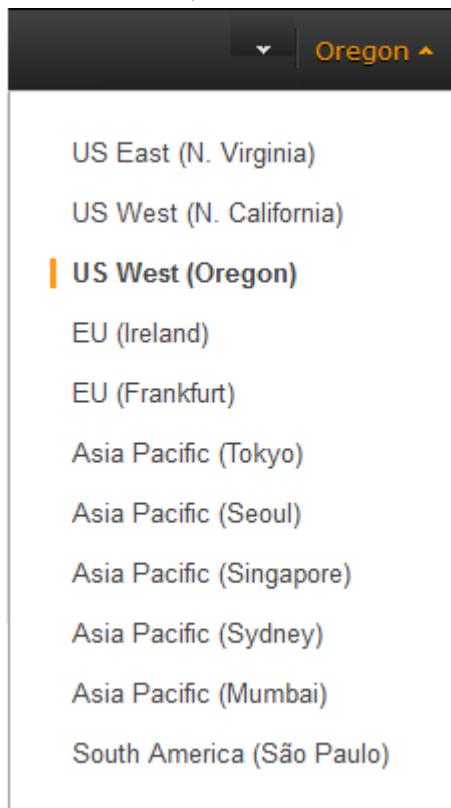 Oregon
US East (N. Virginia)
US West (N. California)
US West (Oregon)
EU (Ireland)
EU (Frankfurt)
Asia Pacific (Tokyo)
Asia Pacific (Seoul)
Asia Pacific (Singapore)
Asia Pacific (Sydney)
Asia Pacific (Mumbai)
South America (São Paulo)